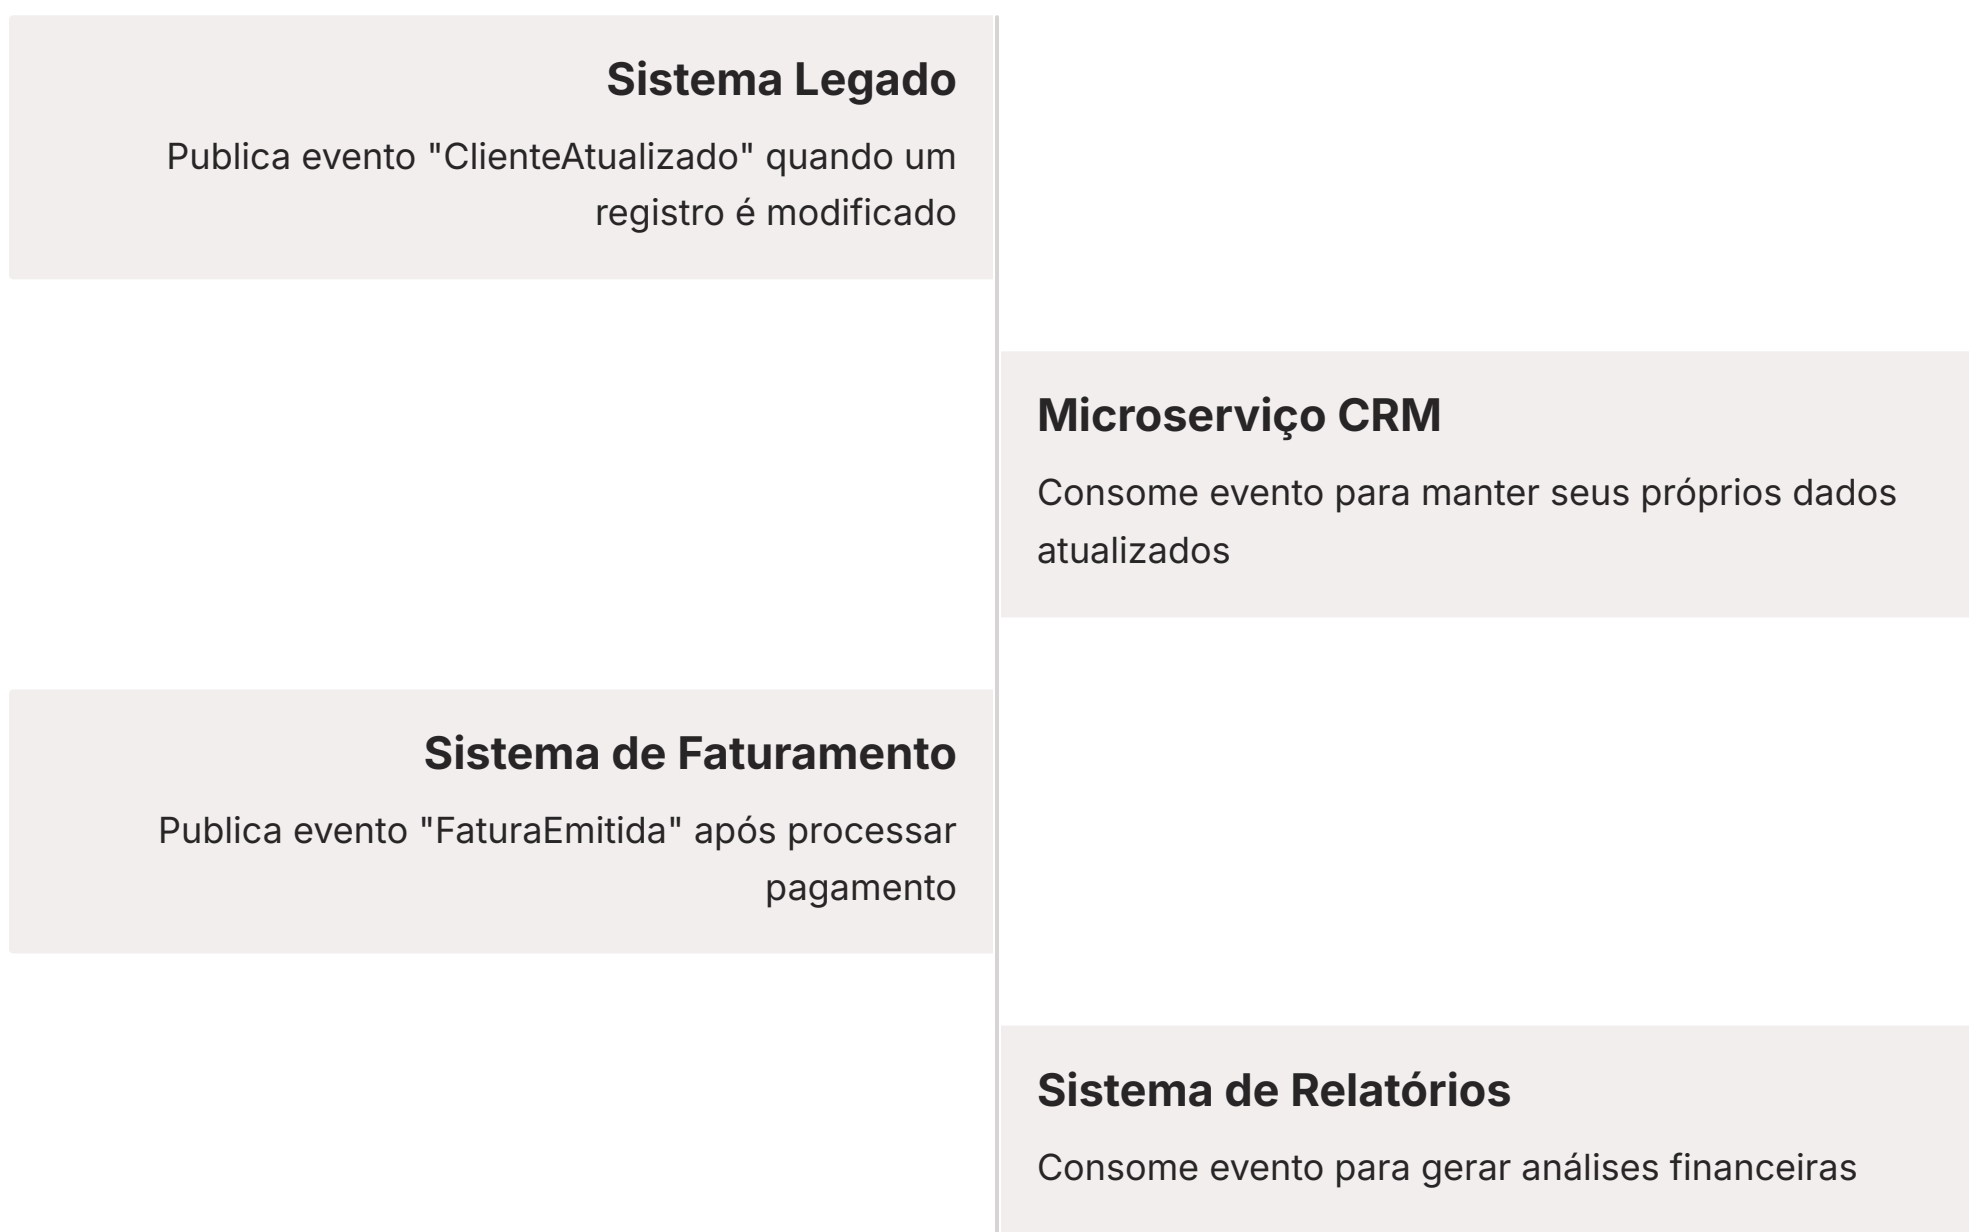 Sistema Legado
Publica evento "ClienteAtualizado" quando um
registro é modificado
Microserviço CRM
Consome evento para manter seus próprios dados
atualizados
Sistema de Faturamento
Publica evento "FaturaEmitida" após processar
pagamento
Sistema de Relatórios
Consome evento para gerar análises financeiras